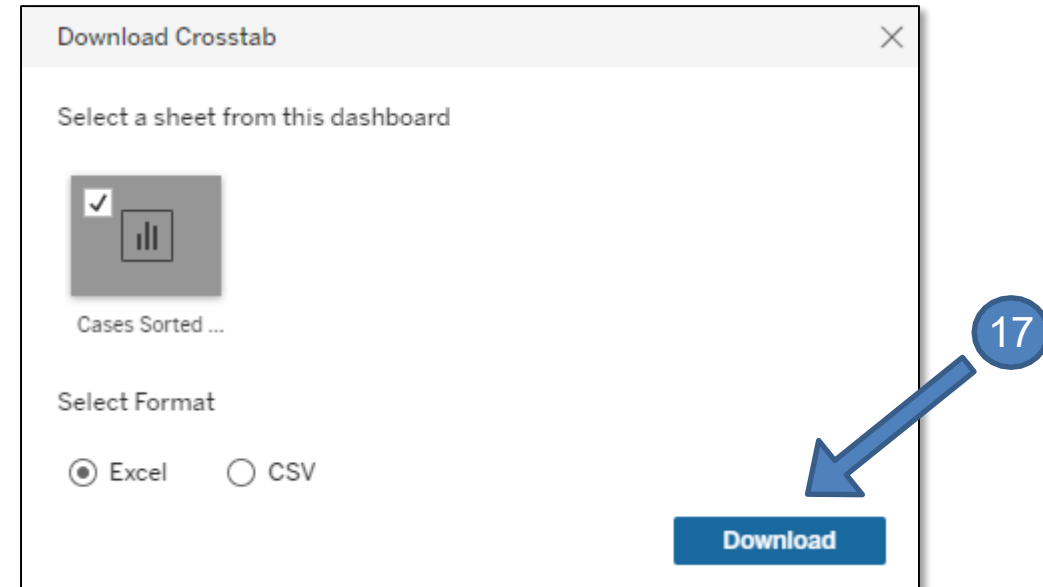 Download Crosstab
Select a sheet from this dashboard
Cases Sorted ...
17
Select Format
Excel CSV
Download